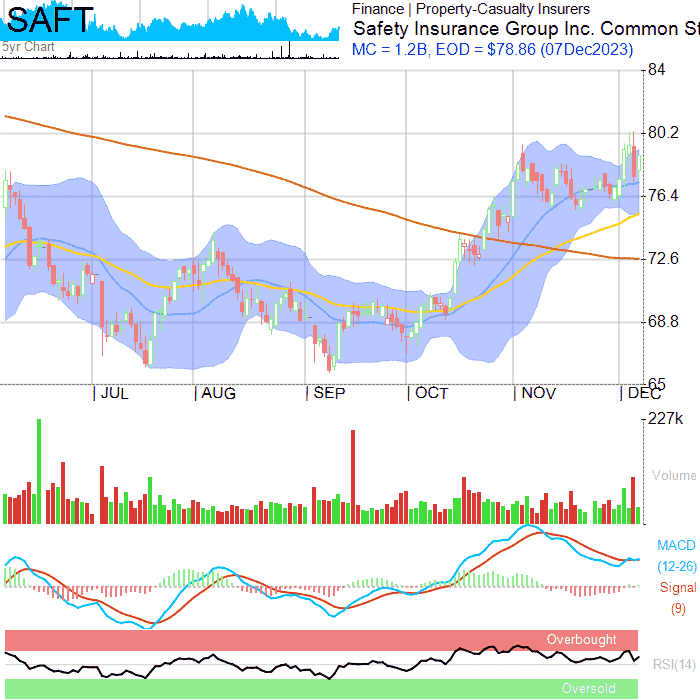 SAFT
5yr Chart
Finance | Property-Casualty Insurers
Safety Insurance Group Inc. Common St
MC = 1.2B, EOD = $78.86 (07Dec2023)
84
80.2
76.4
72.6
68.8
65
JUL
AUG
SEP
OCT
NOV
DEC
227k
Volume
MACD
(12-26)
Signal
(9)
Overbought
RSI(14)
Oversold